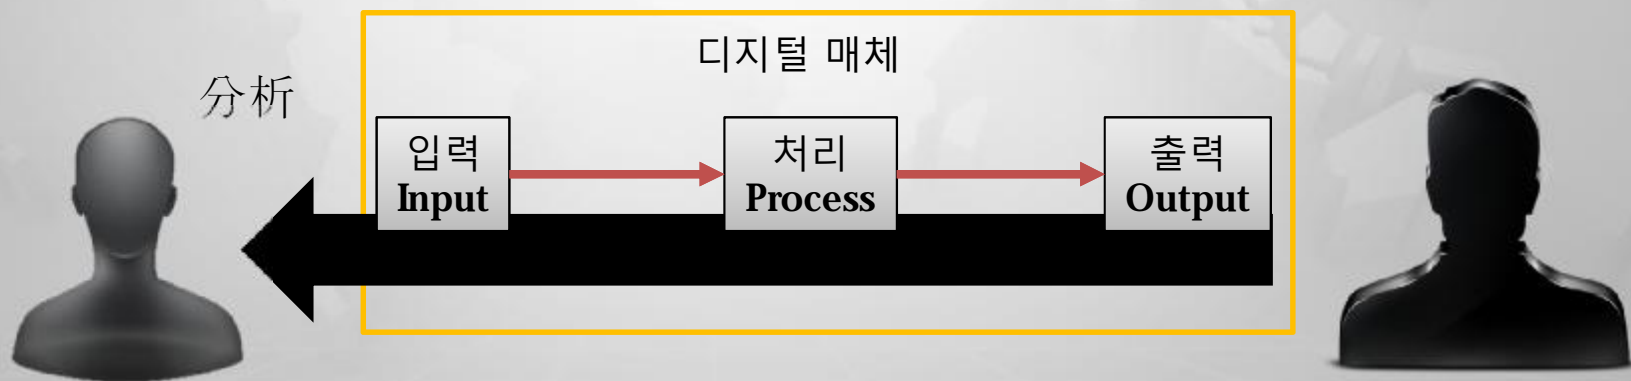 디지털 매체
分析
입력
Input
처리
Process
출력
Output